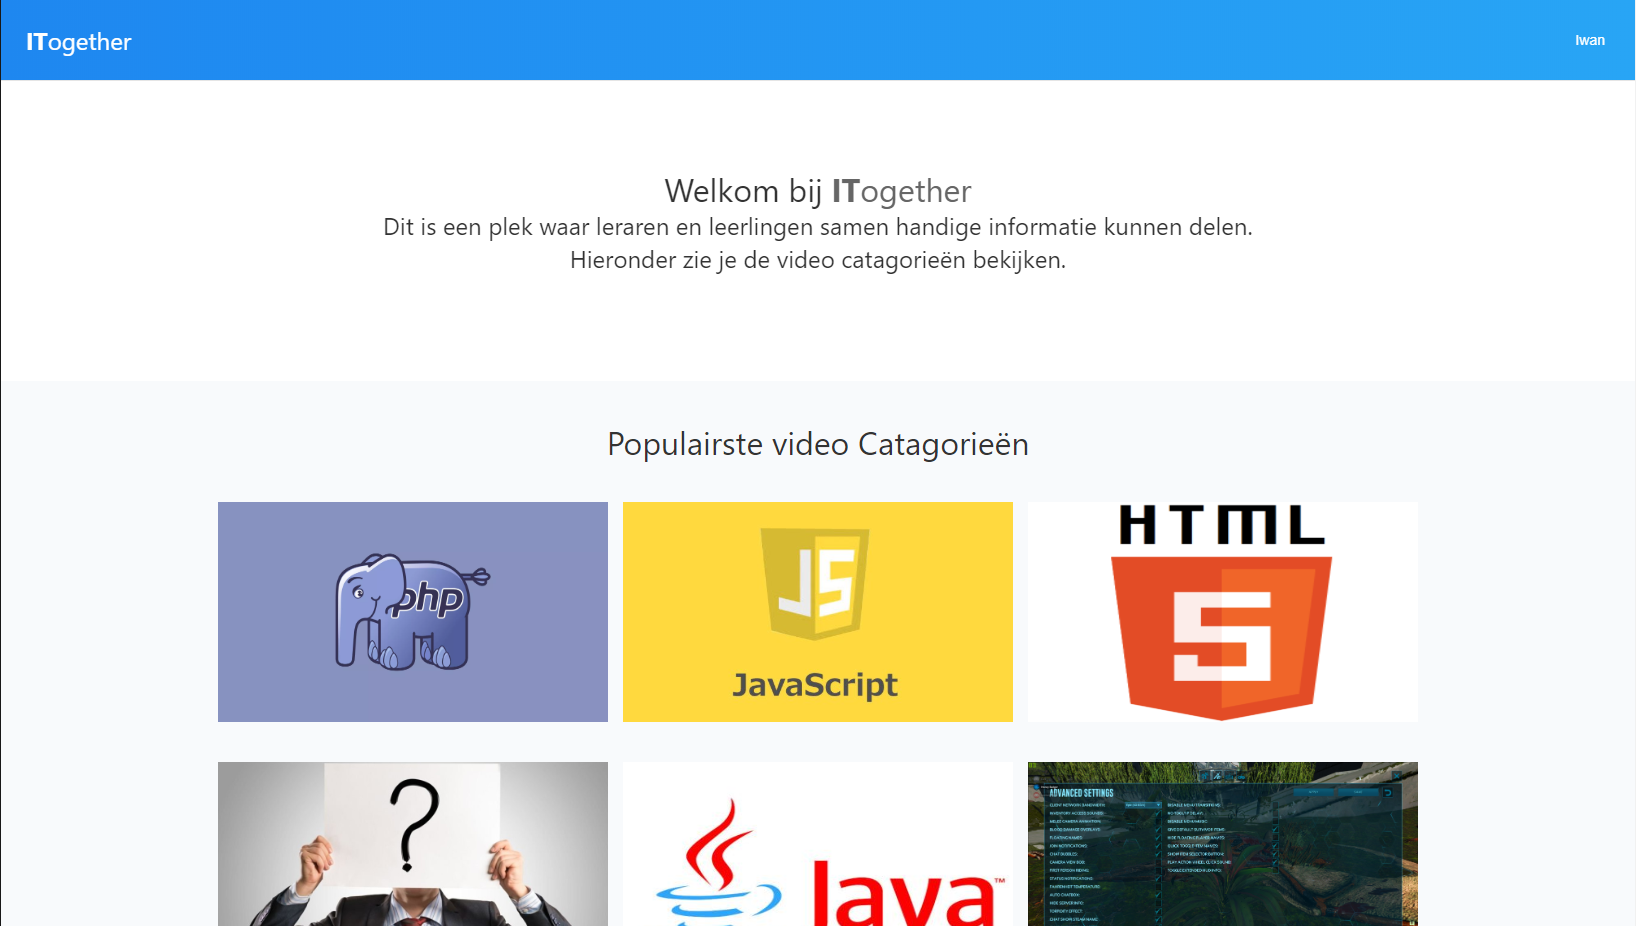 ITogether
Iwan
Welkom bij ITogether
Dit is een plek waar leraren en leerlingen samen handige informatie kunnen delen.
Hieronder zie je de video catagorieën bekijken.
Populairste video Catagorieën
php
JS
JavaScript
HTML
5
?
Java™
ADVANCED SETTINGS